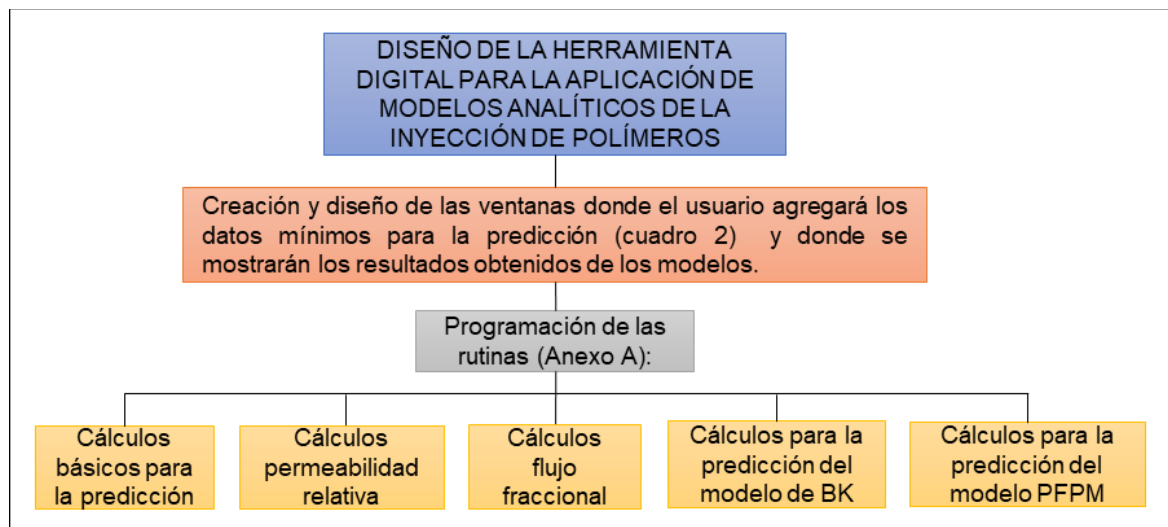 DISEÑO DE LA HERRAMIENTA
DIGITAL PARA LA APLICACIÓN DE
MODELOS ANALÍTICOS DE LA
INYECCIÓN DE POLÍMEROS
Creación y diseño de las ventanas donde el usuario agregará los
datos mínimos para la predicción (cuadro 2) y donde se
mostrarán los resultados obtenidos de los modelos.
Programación de las
rutinas (Anexo A):
Cálculos
básicos para
la predicción
Cálculos
permeabilidad
relativa
Cálculos
flujo
fraccional
Cálculos para la
predicción del
modelo de BK
Cálculos para la
predicción del
modelo PFPM